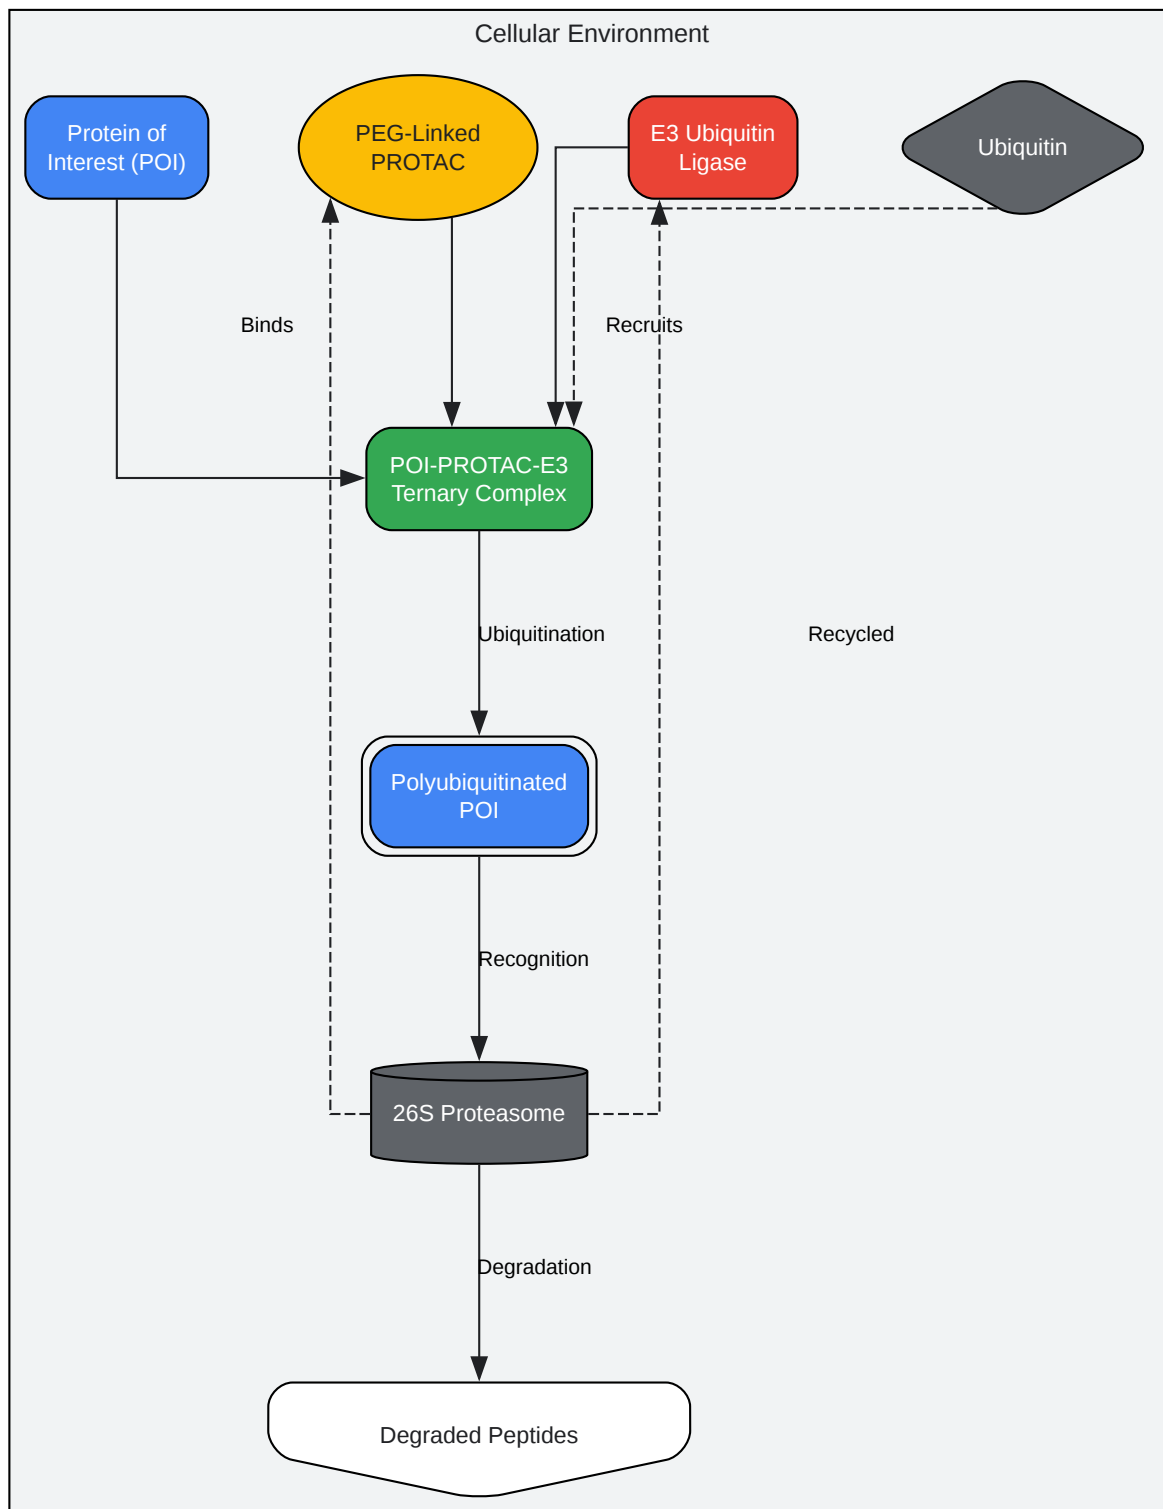 Cellular Environment
Protein of
Interest (POI)
PEG-Linked
PROTAC
E3 Ubiquitin
Ligase
Ubiquitin
Binds
Recruits
POI-PROTAC-E3
Ternary Complex
Ubiquitination
Recycled
Polyubiquitinated
POI
Recognition
26S Proteasome
Degradation
Degraded Peptides